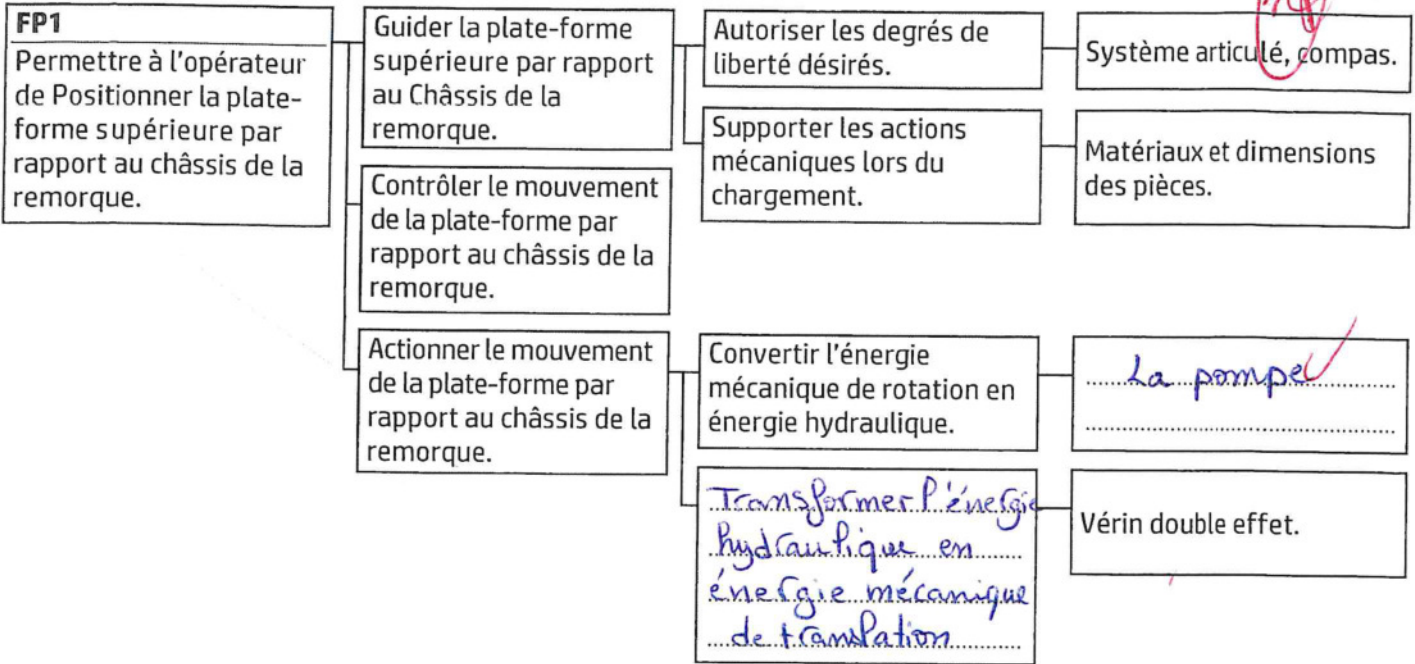 FP1
Permettre à l'opérateur
de Positionner la plate-
forme supérieure par
rapport au châssis de la
remorque.
Guider la plate-forme
supérieure par rapport
au Châssis de la
remorque.
Autoriser les degrés de
liberté désirés.
Système articulé, compas.
Supporter les actions
mécaniques lors du
chargement.
Matériaux et dimensions
des pièces.
Contrôler le mouvement
de la plate-forme par
rapport au châssis de la
remorque.
Actionner le mouvement
de la plate-forme par
rapport au châssis de la
remorque.
Convertir l'énergie
mécanique de rotation en
énergie hydraulique.
La pompe
Transformer l'énergie
hydraulique en
énergie mécanique
de translation
Vérin double effet.